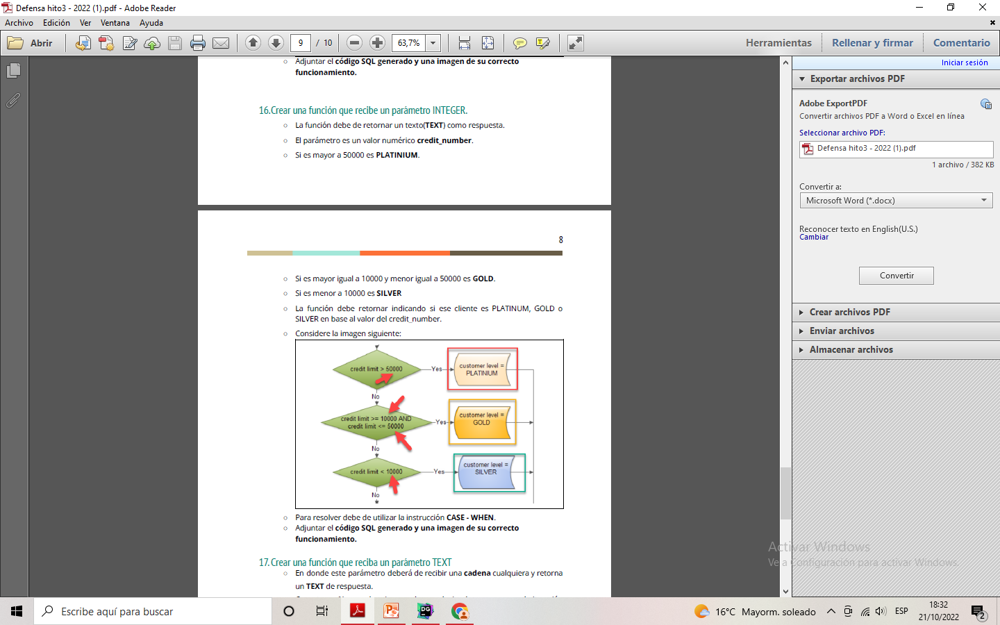 Defensa hito3 - 2022 (1).pdf - Adobe Reader
Archivo Edición Ver Ventana Ayuda
Abrir 9 / 10 63,7% Herramientas Rellenar y firmar Comentario
Adjuntar el código SQL generado y una imagen de su correcto
funcionamiento.
16.Crear una función que recibe un parámetro INTEGER.
La función debe de retornar un texto(TEXT) como respuesta.
El parámetro es un valor numérico credit_number.
Si es mayor a 50000 es PLATINIUM.
8
Si es mayor igual a 10000 y menor igual a 50000 es GOLD.
Si es menor a 10000 es SILVER
La función debe retornar indicando si ese cliente es PLATINUM, GOLD o
SILVER en base al valor del credit_number.
Considere la imagen siguiente:
credit limit > 50000
Yes
customer level =
PLATINIUM
No
credit limit >= 10000 AND
credit limit <= 50000
Yes
customer level =
GOLD
No
credit limit < 10000
Yes
customer level =
SILVER
No
Para resolver debe de utilizar la instrucción CASE - WHEN.
Adjuntar el código SQL generado y una imagen de su correcto
funcionamiento.
17. Crear una función que reciba un parámetro TEXT
En donde este parámetro deberá de recibir una cadena cualquiera y retorna
un TEXT de respuesta.
Iniciar sesión
Exportar archivos PDF
Adobe ExportPDF
Convertir archivos PDF a Word o Excel en línea
Seleccionar archivo PDF:
Defensa hito3 - 2022 (1).pdf
1 archivo / 382 KB
Convertir a:
Microsoft Word (*.docx)
Reconocer texto en English(U.S.)
Cambiar
Convertir
Crear archivos PDF
Enviar archivos
Almacenar archivos
Activar Windows
Ve a Configuración para activar Windows.
Escribe aquí para buscar
DG
16°C Mayorm. soleado
ESP
18:32
21/10/2022
2